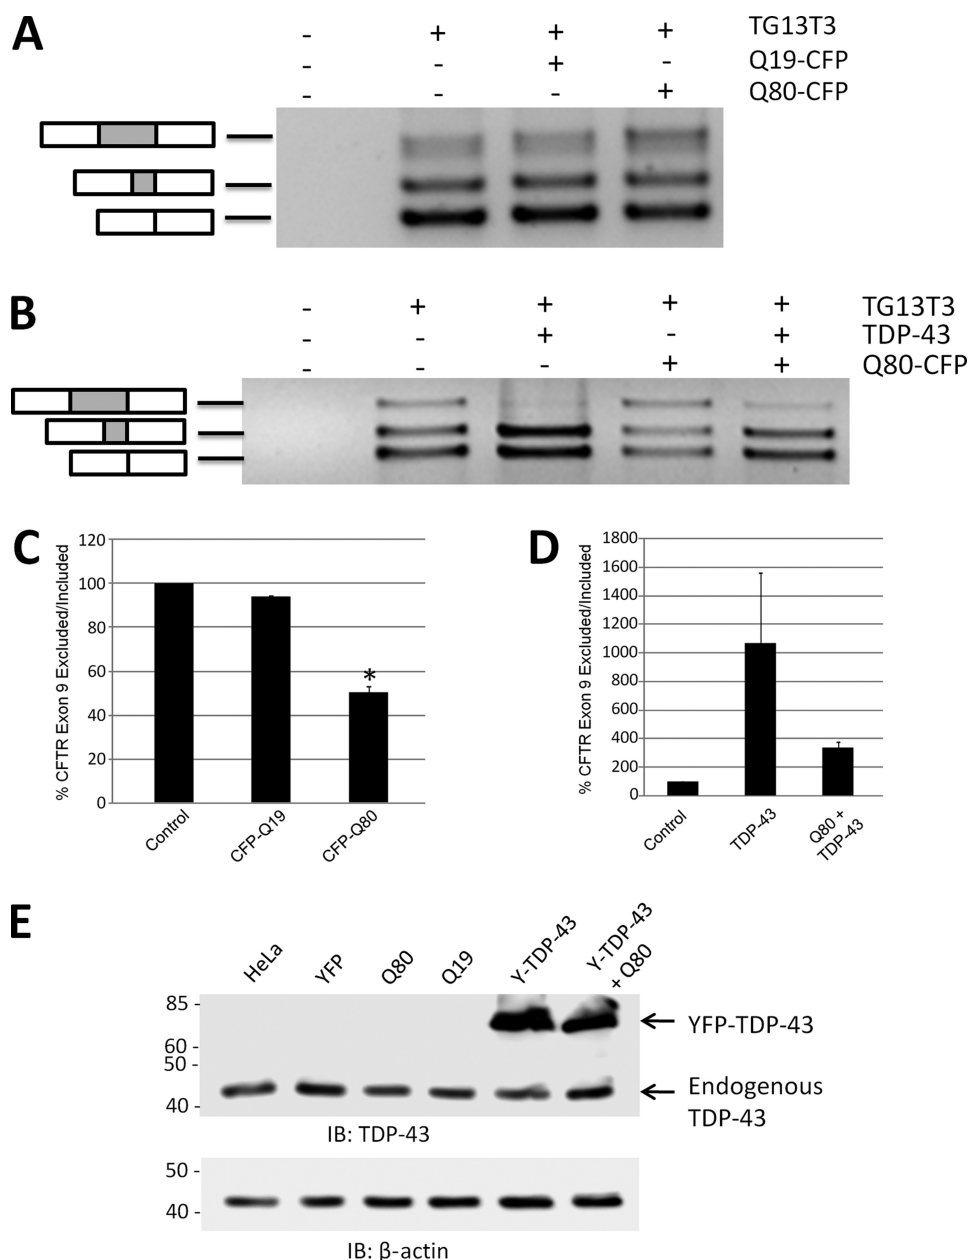 A
- + + + TG13T3
- - + - Q19-CFP
- - - + Q80-CFP
B
- + + + + TG13T3
- - + - + TDP-43
- - - + + Q80-CFP
C
% CFTR Exon 9 Excluded/Included
120
100
80
60
40
20
0
*
Control
CFP-Q19
CFP-Q80
D
% CFTR Exon 9 Excluded/Included
1800
1600
1400
1200
1000
800
600
400
200
0
Control
TDP-43
Q80 +
TDP-43
E
HeLa
YFP
Q80
Q19
Y-TDP-43
Y-TDP-43
+ Q80
85 -
60 -
50 -
40 -
YFP-TDP-43
Endogenous
TDP-43
IB: TDP-43
50 -
40 -
IB: β-actin